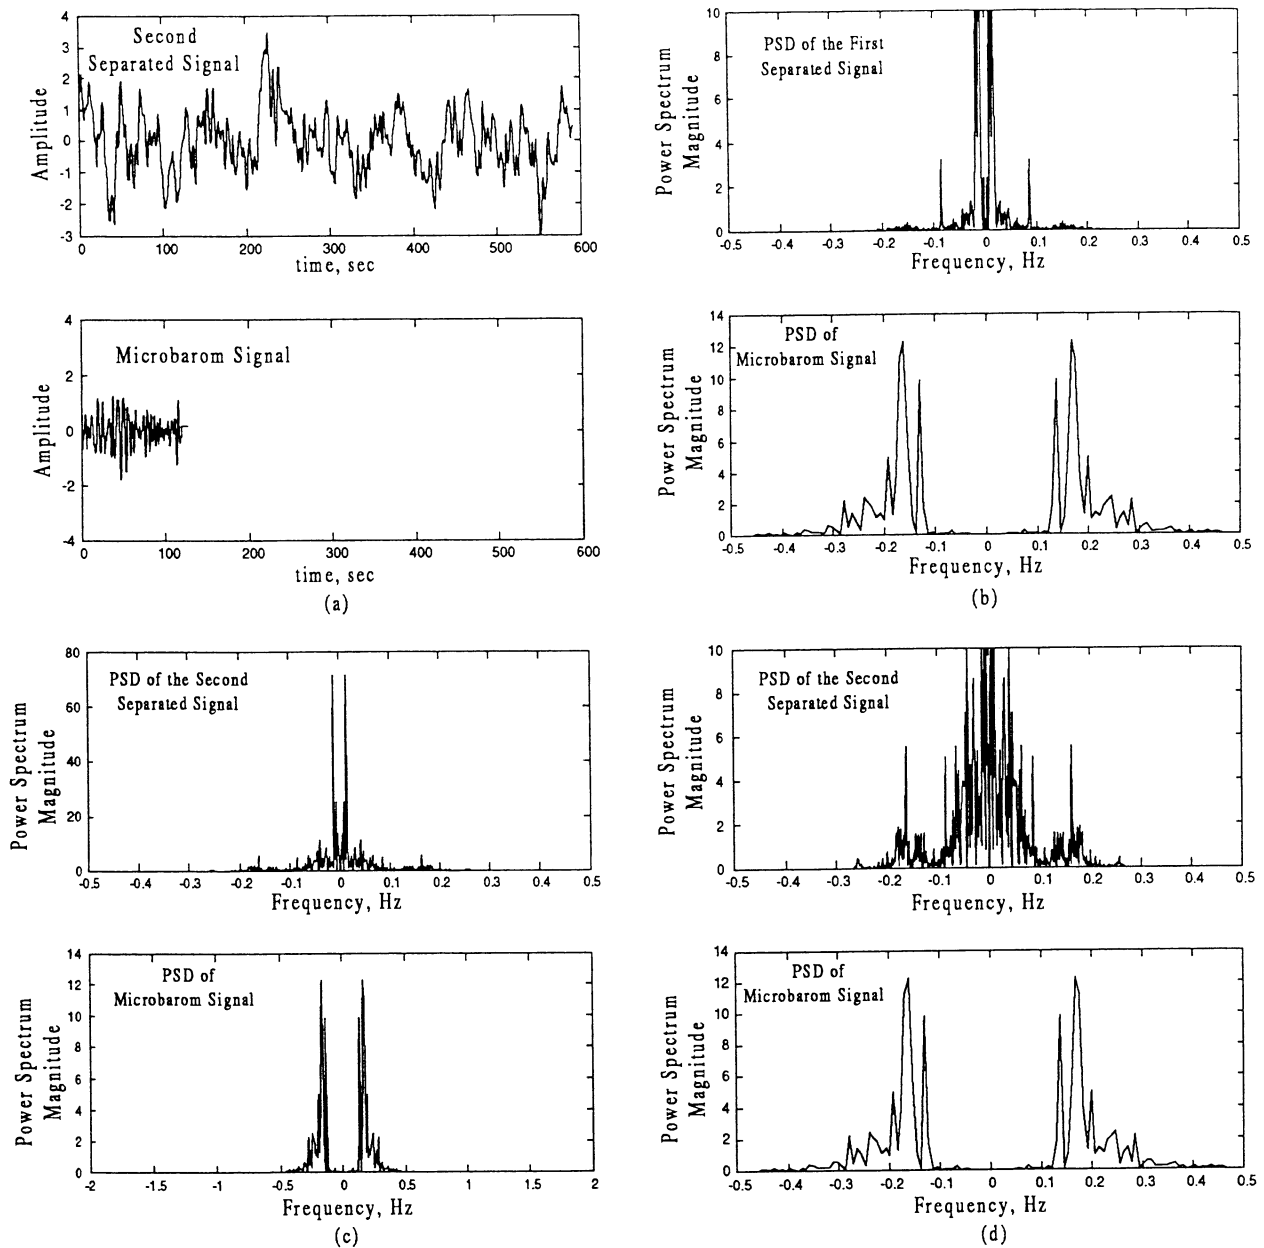 Second
Separated Signal
4
3
2
1
0
-1
-2
-3
Amplitude
0 100 200 300 400 500 600
time, sec
Microbarom Signal
4
2
0
-2
-4
Amplitude
0 100 200 300 400 500 600
time, sec
(a)
PSD of the First
Separated Signal
10
8
6
4
2
0
Power Spectrum
Magnitude
-0.5 -0.4 -0.3 -0.2 -0.1 0 0.1 0.2 0.3 0.4 0.5
Frequency, Hz
PSD of
Microbarom Signal
14
12
10
8
6
4
2
0
Power Spectrum
Magnitude
-0.5 -0.4 -0.3 -0.2 -0.1 0 0.1 0.2 0.3 0.4 0.5
Frequency, Hz
(b)
PSD of the Second
Separated Signal
80
60
40
20
0
Power Spectrum
Magnitude
-0.5 -0.4 -0.3 -0.2 -0.1 0 0.1 0.2 0.3 0.4 0.5
Frequency, Hz
PSD of
Microbarom Signal
14
12
10
8
6
4
2
0
Power Spectrum
Magnitude
-2 -1.5 -1 -0.5 0 0.5 1 1.5 2
Frequency, Hz
(c)
PSD of the Second
Separated Signal
10
8
6
4
2
0
Power Spectrum
Magnitude
-0.5 -0.4 -0.3 -0.2 -0.1 0 0.1 0.2 0.3 0.4 0.5
Frequency, Hz
PSD of
Microbarom Signal
14
12
10
8
6
4
2
0
Power Spectrum
Magnitude
-0.5 -0.4 -0.3 -0.2 -0.1 0 0.1 0.2 0.3 0.4 0.5
Frequency, Hz
(d)